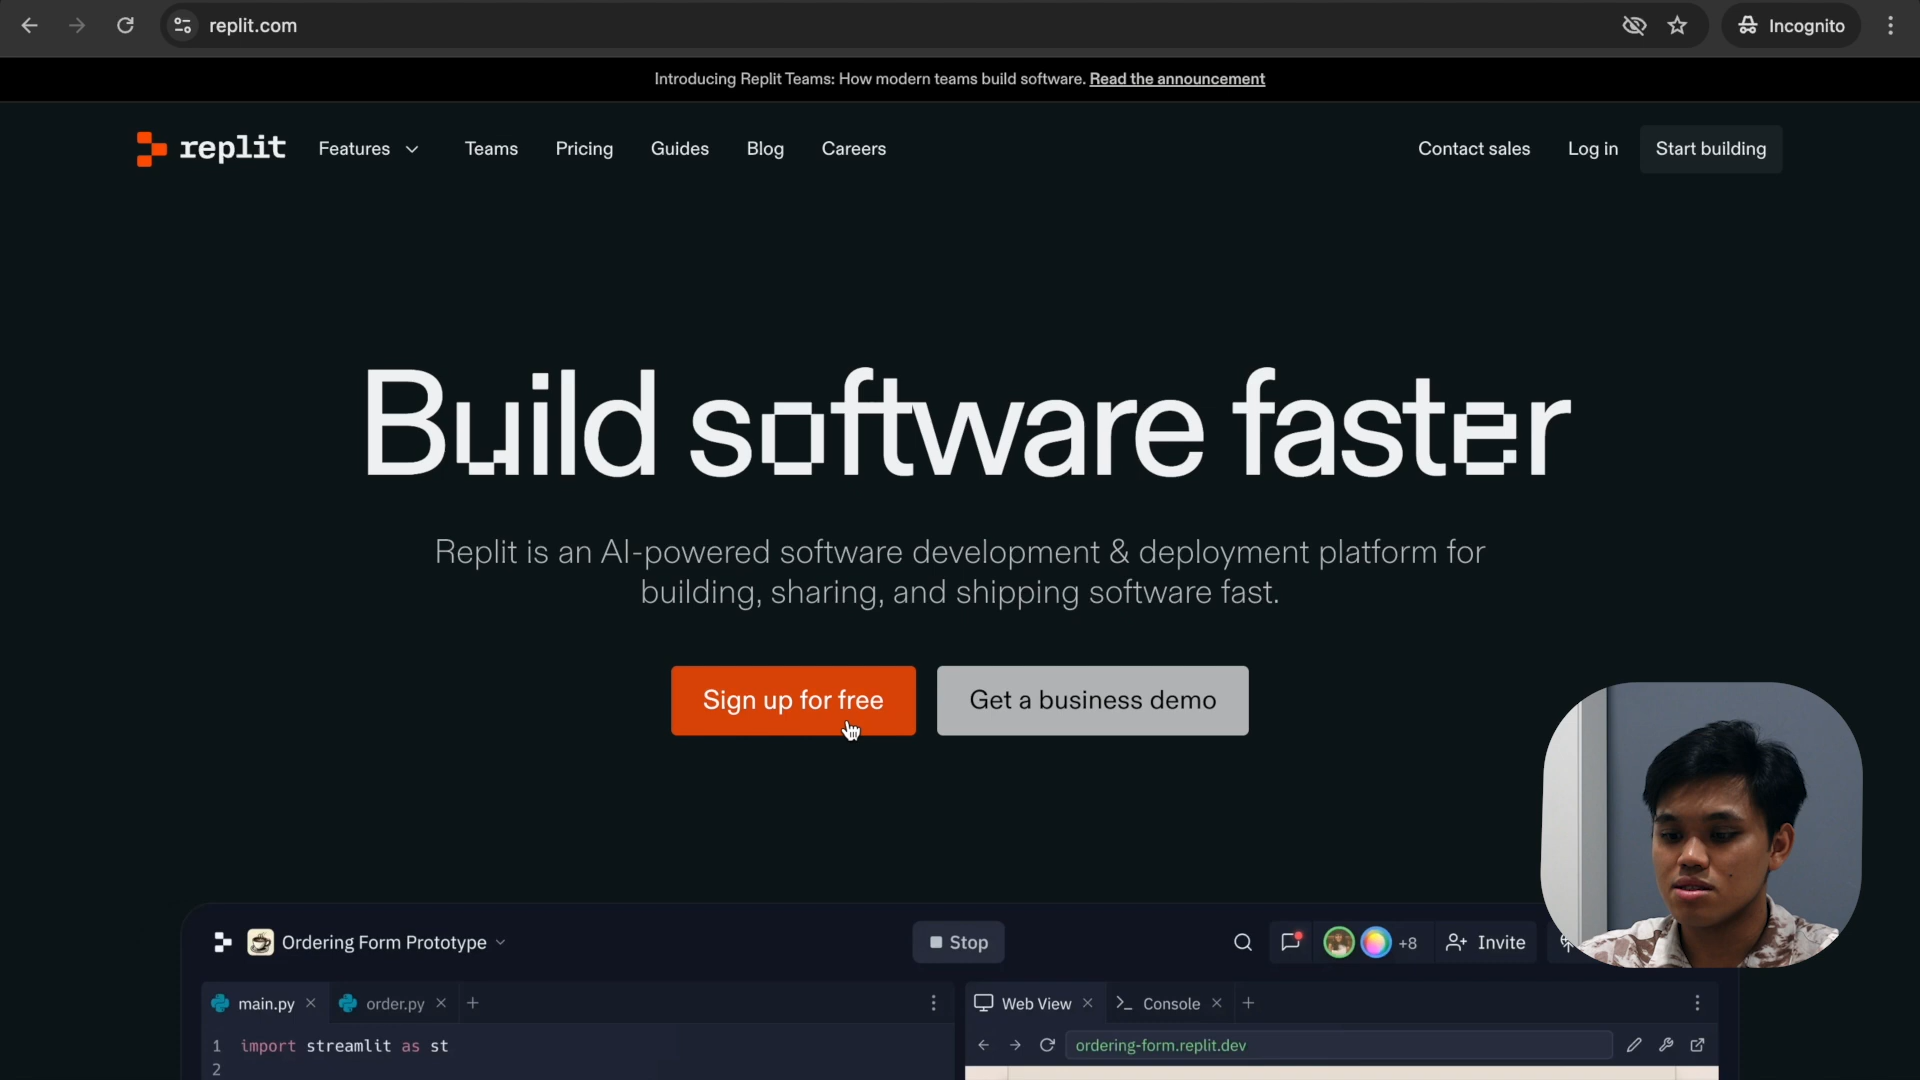 replit.com
Incognito
Introducing Replit Teams: How modern teams build software. Read the announcement
replit
Features
Teams
Pricing
Guides
Blog
Careers
Contact sales
Log in
Start building
Build software faster
Replit is an AI-powered software development & deployment platform for
building, sharing, and shipping software fast.
Sign up for free
Get a business demo
Ordering Form Prototype
Stop
+8
Invite
main.py
order.py
Web View
Console
1 import streamlit as st
2
ordering-form.replit.dev